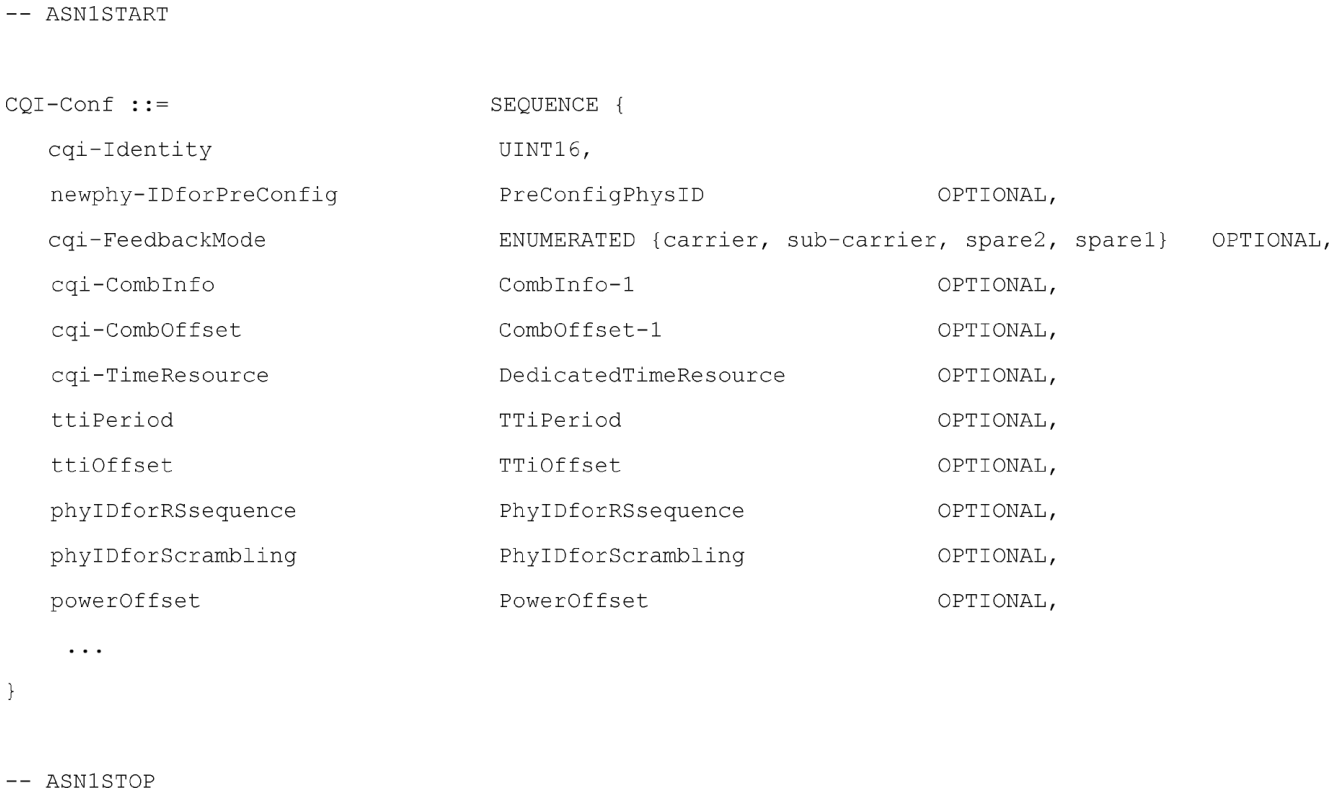 -- ASN1START
CQI-Conf ::= SEQUENCE {
cqi-Identity UINT16,
newphy-IDforPreConfig PreConfigPhysID OPTIONAL,
cqi-FeedbackMode ENUMERATED {carrier, sub-carrier, spare2, spare1} OPTIONAL,
cqi-CombInfo CombInfo-1 OPTIONAL,
cqi-CombOffset CombOffset-1 OPTIONAL,
cqi-TimeResource DedicatedTimeResource OPTIONAL,
ttiPeriod TTiPeriod OPTIONAL,
ttiOffset TTiOffset OPTIONAL,
phyIDforRSsequence PhyIDforRSsequence OPTIONAL,
phyIDforScrambling PhyIDforScrambling OPTIONAL,
powerOffset PowerOffset OPTIONAL,
...
}
-- ASN1STOP